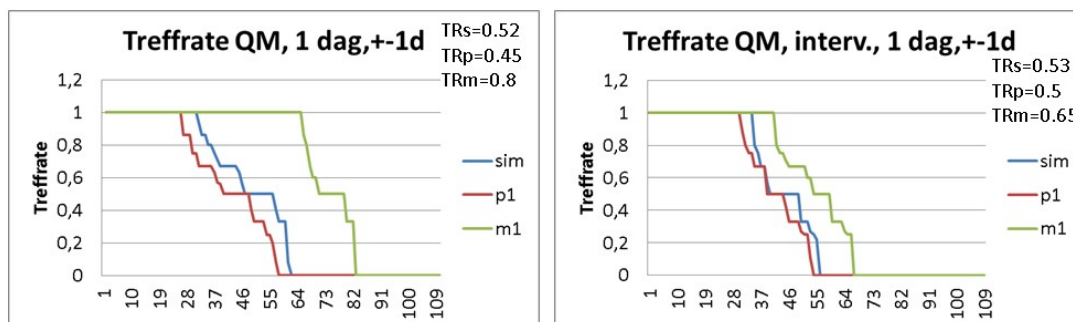 Treffrate QM, 1 dag,+-1d
TRs=0.52
TRp=0.45
TRm=0.8
1,2
1
0,8
0,6
0,4
0,2
0
Treffrate
sim
p1
m1
1
10
19
28
37
46
55
64
73
82
91
100
109
Treffrate QM, interv., 1 dag,+-1d
TRs=0.53
TRp=0.5
TRm=0.65
1,2
1
0,8
0,6
0,4
0,2
0
Treffrate
sim
p1
m1
1
10
19
28
37
46
55
64
73
82
91
100
109